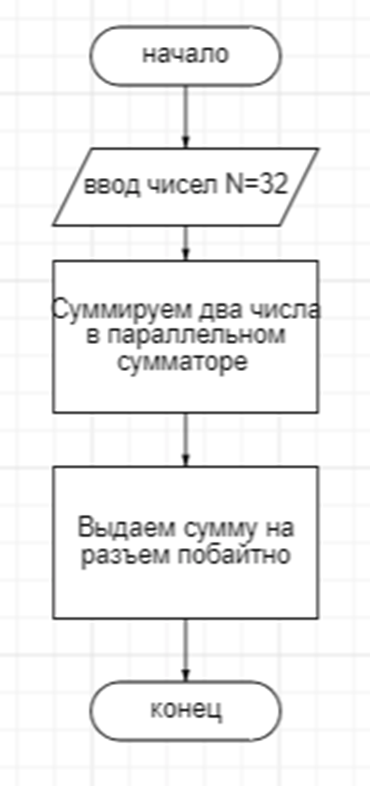 начало
ввод чисел N=32
Суммируем два числа
в параллельном
сумматоре
Выдаем сумму на
разъем побайтно
конец